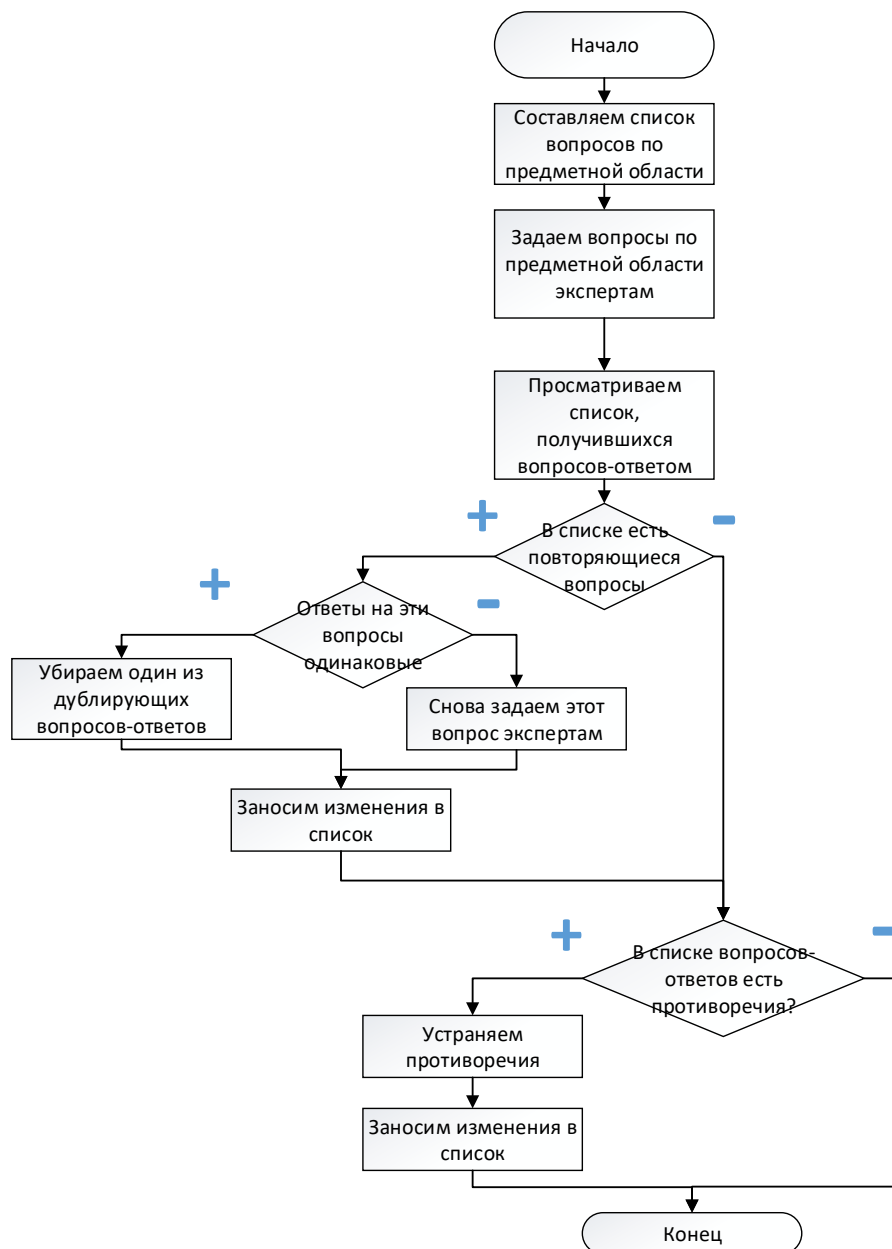 Начало
Составляем список
вопросов по
предметной области
Задаем вопросы по
предметной области
экспертам
Просматриваем
список,
получившихся
вопросов-ответом
+
-
В списке есть
повторяющиеся
вопросы
+
-
Ответы на эти
вопросы
одинаковые
Убираем один из
дублирующих
вопросов-ответов
Снова задаем этот
вопрос экспертам
Заносим изменения в
список
+
-
В списке вопросов-
ответов есть
противоречия?
Устраняем
противоречия
Заносим изменения в
список
Конец